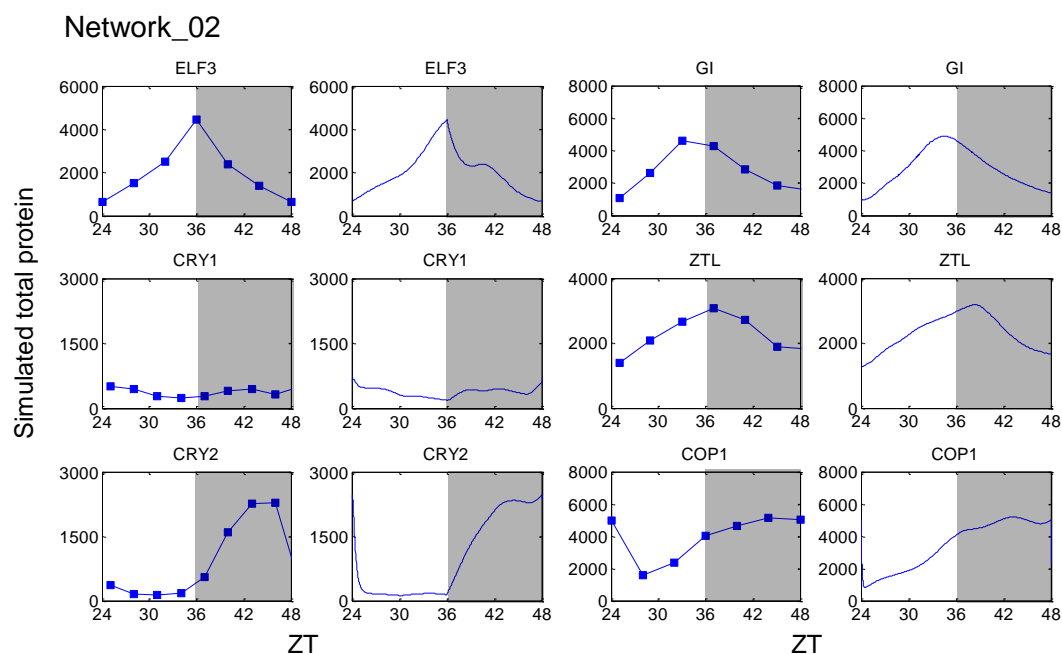 Network_02
ELF3 ELF3 GI GI
6000 6000 8000 8000
4000 4000 6000 6000
2000 2000 4000 4000
2000 2000
0 0 0 0
24 30 36 42 48 24 30 36 42 48 24 30 36 42 48 24 30 36 42 48
Simulated total protein
CRY1 CRY1 ZTL ZTL
3000 3000 4000 4000
1500 1500 2000 2000
0 0 0 0
24 30 36 42 48 24 30 36 42 48 24 30 36 42 48 24 30 36 42 48
CRY2 CRY2 COP1 COP1
3000 3000 8000 8000
6000 6000
1500 1500 4000 4000
2000 2000
0 0 0 0
24 30 36 42 48 24 30 36 42 48 24 30 36 42 48 24 30 36 42 48
ZT ZT